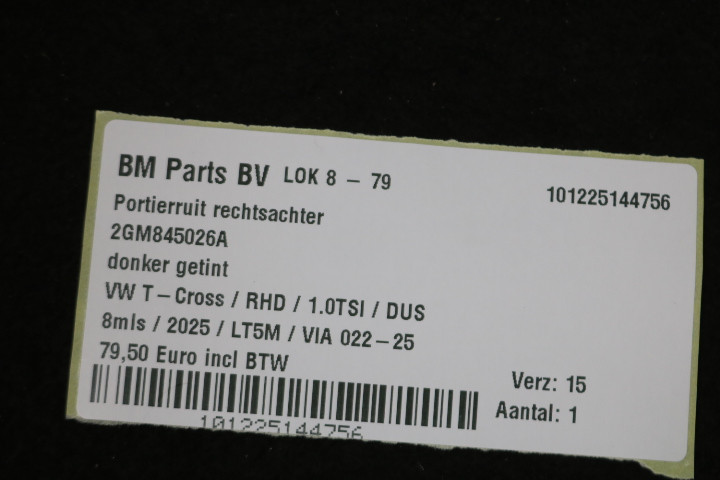 BM Parts BV LOK 8 - 79
101225144756
Portierruit rechtsachter
2GM845026A
donker getint
VW T-Cross / RHD / 1.0TSI / DUS
8mls / 2025 / LT5M / VIA 022-25
79,50 Euro incl BTW
Verz: 15
Aantal: 1
101225144756